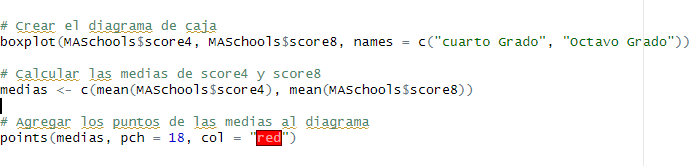 # Crear el diagrama de caja
boxplot(MASchools$score4, MASchools$score8, names = c("cuarto Grado", "Octavo Grado"))
# Calcular las medias de score4 y score8
medias <- c(mean(MASchools$score4), mean(MASchools$score8))
# Agregar los puntos de las medias al diagrama
points(medias, pch = 18, col = "red")